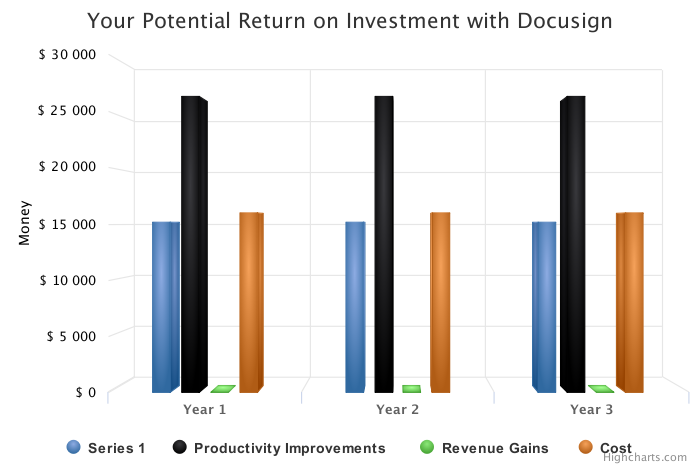 Your Potential Return on Investment with Docusign
$ 30 000
$ 25 000
$ 20 000
$ 15 000
$ 10 000
$ 5 000
$ 0
Money
Year 1
Year 2
Year 3
Series 1
Productivity Improvements
Revenue Gains
Cost
Highcharts.com